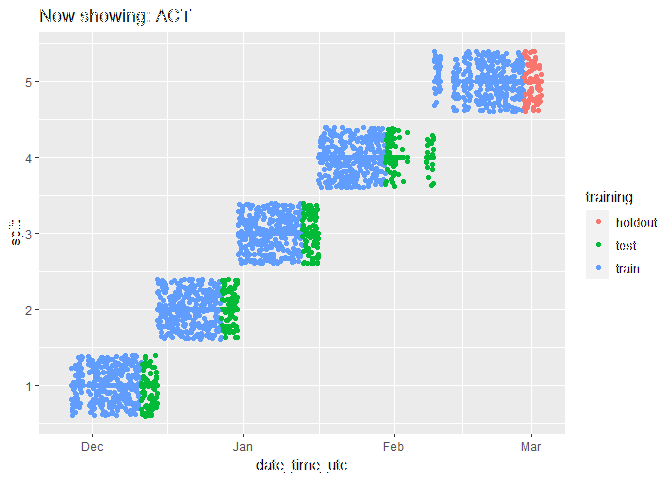 Now showing: ACT
5
4
3
2
1
Dec
Jan
Feb
Mar
date_time_utc
training
holdout
test
train